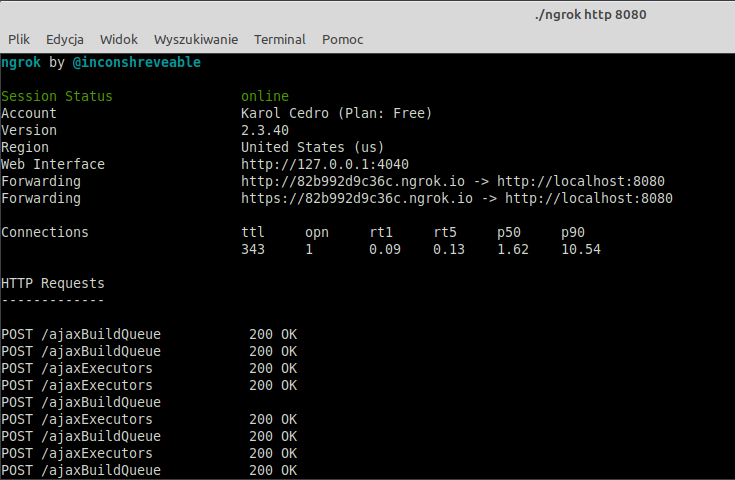 ./ngrok http 8080
Plik Edycja Widok Wyszukiwanie Terminal Pomoc
ngrok by @inconshreveable
Session Status online
Account Karol Cedro (Plan: Free)
Version 2.3.40
Region United States (us)
Web Interface http://127.0.0.1:4040
Forwarding http://82b992d9c36c.ngrok.io -> http://localhost:8080
Forwarding https://82b992d9c36c.ngrok.io -> http://localhost:8080
Connections ttl opn rt1 rt5 p50 p90
343 1 0.09 0.13 1.62 10.54
HTTP Requests
-------------
POST /ajaxBuildQueue 200 OK
POST /ajaxBuildQueue 200 OK
POST /ajaxExecutors 200 OK
POST /ajaxExecutors 200 OK
POST /ajaxBuildQueue
POST /ajaxExecutors 200 OK
POST /ajaxBuildQueue 200 OK
POST /ajaxExecutors 200 OK
POST /ajaxBuildQueue 200 OK